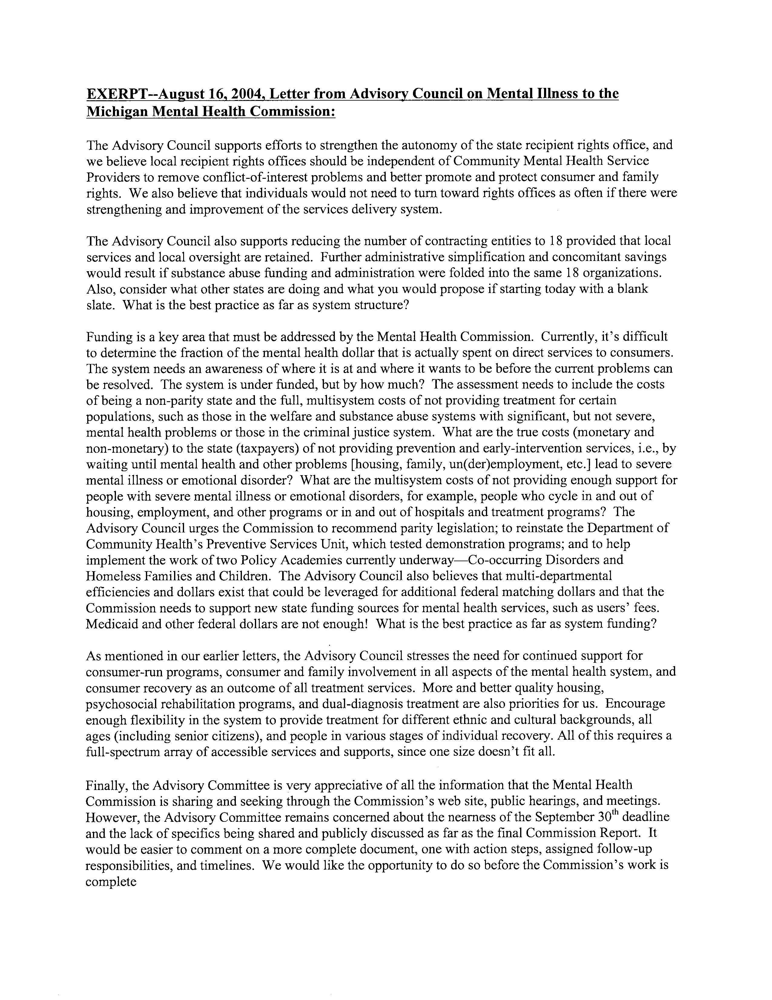 EXERPT--August 16, 2004, Letter from Advisory Council on Mental Illness to the
Michigan Mental Health Commission:
The Advisory Council supports efforts to strengthen the autonomy of the state recipient rights office, and
we believe local recipient rights offices should be independent of Community Mental Health Service
Providers to remove conflict-of-interest problems and better promote and protect consumer and family
rights. We also believe that individuals would not need to turn toward rights offices as often if there were
strengthening and improvement of the services delivery system.
The Advisory Council also supports reducing the number of contracting entities to 18 provided that local
services and local oversight are retained. Further administrative simplification and concomitant savings
would result if substance abuse funding and administration were folded into the same 18 organizations.
Also, consider what other states are doing and what you would propose if starting today with a blank
slate. What is the best practice as far as system structure?
Funding is a key area that must be addressed by the Mental Health Commission. Currently, it's difficult
to determine the fraction of the mental health dollar that is actually spent on direct services to consumers.
The system needs an awareness of where it is at and where it wants to be before the current problems can
be resolved. The system is under funded, but by how much? The assessment needs to include the costs
of being a non-parity state and the full, multisystem costs of not providing treatment for certain
populations, such as those in the welfare and substance abuse systems with significant, but not severe,
mental health problems or those in the criminal justice system. What are the true costs (monetary and
non-monetary) to the state (taxpayers) of not providing prevention and early-intervention services, i.e., by
waiting until mental health and other problems [housing, family, un(der)employment, etc.] lead to severe
mental illness or emotional disorder? What are the multisystem costs of not providing enough support for
people with severe mental illness or emotional disorders, for example, people who cycle in and out of
housing, employment, and other programs or in and out of hospitals and treatment programs? The
Advisory Council urges the Commission to recommend parity legislation; to reinstate the Department of
Community Health's Preventive Services Unit, which tested demonstration programs; and to help
implement the work of two Policy Academies currently underway—Co-occurring Disorders and
Homeless Families and Children. The Advisory Council also believes that multi-departmental
efficiencies and dollars exist that could be leveraged for additional federal matching dollars and that the
Commission needs to support new state funding sources for mental health services, such as users' fees.
Medicaid and other federal dollars are not enough! What is the best practice as far as system funding?
As mentioned in our earlier letters, the Advisory Council stresses the need for continued support for
consumer-run programs, consumer and family involvement in all aspects of the mental health system, and
consumer recovery as an outcome of all treatment services. More and better quality housing,
psychosocial rehabilitation programs, and dual-diagnosis treatment are also priorities for us. Encourage
enough flexibility in the system to provide treatment for different ethnic and cultural backgrounds, all
ages (including senior citizens), and people in various stages of individual recovery. All of this requires a
full-spectrum array of accessible services and supports, since one size doesn't fit all.
Finally, the Advisory Committee is very appreciative of all the information that the Mental Health
Commission is sharing and seeking through the Commission's web site, public hearings, and meetings.
However, the Advisory Committee remains concerned about the nearness of the September 30th deadline
and the lack of specifics being shared and publicly discussed as far as the final Commission Report. It
would be easier to comment on a more complete document, one with action steps, assigned follow-up
responsibilities, and timelines. We would like the opportunity to do so before the Commission's work is
complete